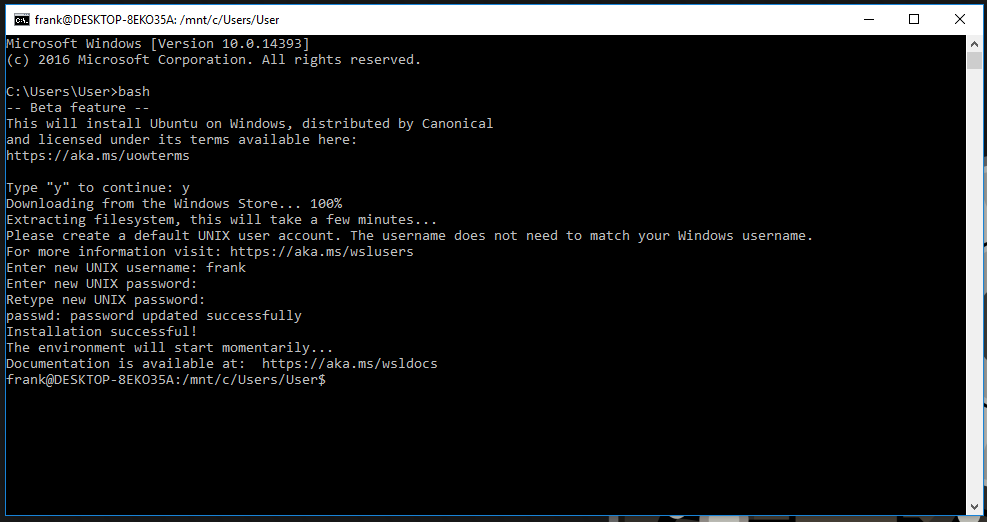 frank@DESKTOP-8EKO35A: /mnt/c/Users/User
Microsoft Windows [Version 10.0.14393]
(c) 2016 Microsoft Corporation. All rights reserved.
C:\Users\User>bash
-- Beta feature --
This will install Ubuntu on Windows, distributed by Canonical
and licensed under its terms available here:
https://aka.ms/uowterms
Type "y" to continue: y
Downloading from the Windows Store... 100%
Extracting filesystem, this will take a few minutes...
Please create a default UNIX user account. The username does not need to match your Windows username.
For more information visit: https://aka.ms/wslusers
Enter new UNIX username: frank
Enter new UNIX password:
Retype new UNIX password:
passwd: password updated successfully
Installation successful!
The environment will start momentarily...
Documentation is available at:  https://aka.ms/wsldocs
frank@DESKTOP-8EKO35A:/mnt/c/Users/User$